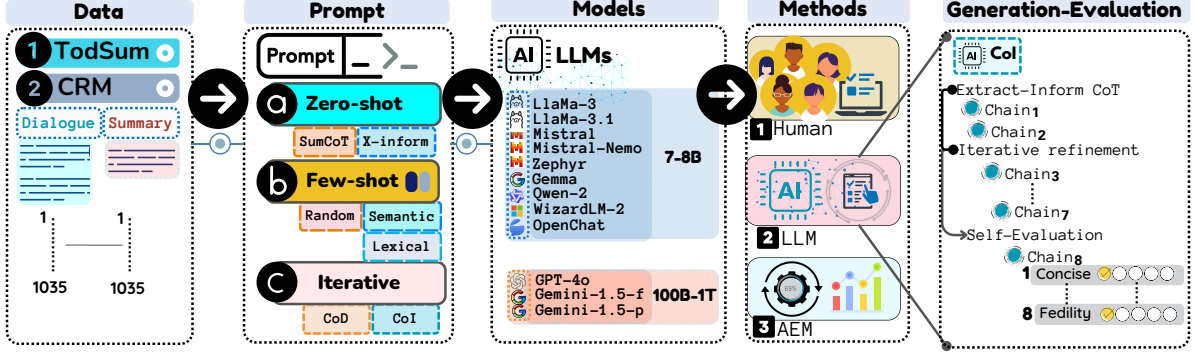 Data
1 TodSum
2 CRM
Dialogue Summary
1 1
1035 1035
Prompt
Prompt
a Zero-shot
SumCoT X-inform
b Few-shot
Random Semantic
Lexical
C Iterative
CoD CoI
Models
AI LLMs
LlaMa-3
LlaMa-3.1
Mistral
Mistral-Nemo
Zephyr
Gemma
Qwen-2
WizardLM-2
OpenChat
7-8B
GPT-4o
Gemini-1.5-f
Gemini-1.5-p
100B-1T
Methods
1 Human
AI
2 LLM
69%
3 AEM
Generation-Evaluation
AI CoI
Extract-Inform CoT
Chain1
Chain2
Iterative refinement
Chain3
Chain7
Self-Evaluation
Chain8
1 Concise
8 Fedility